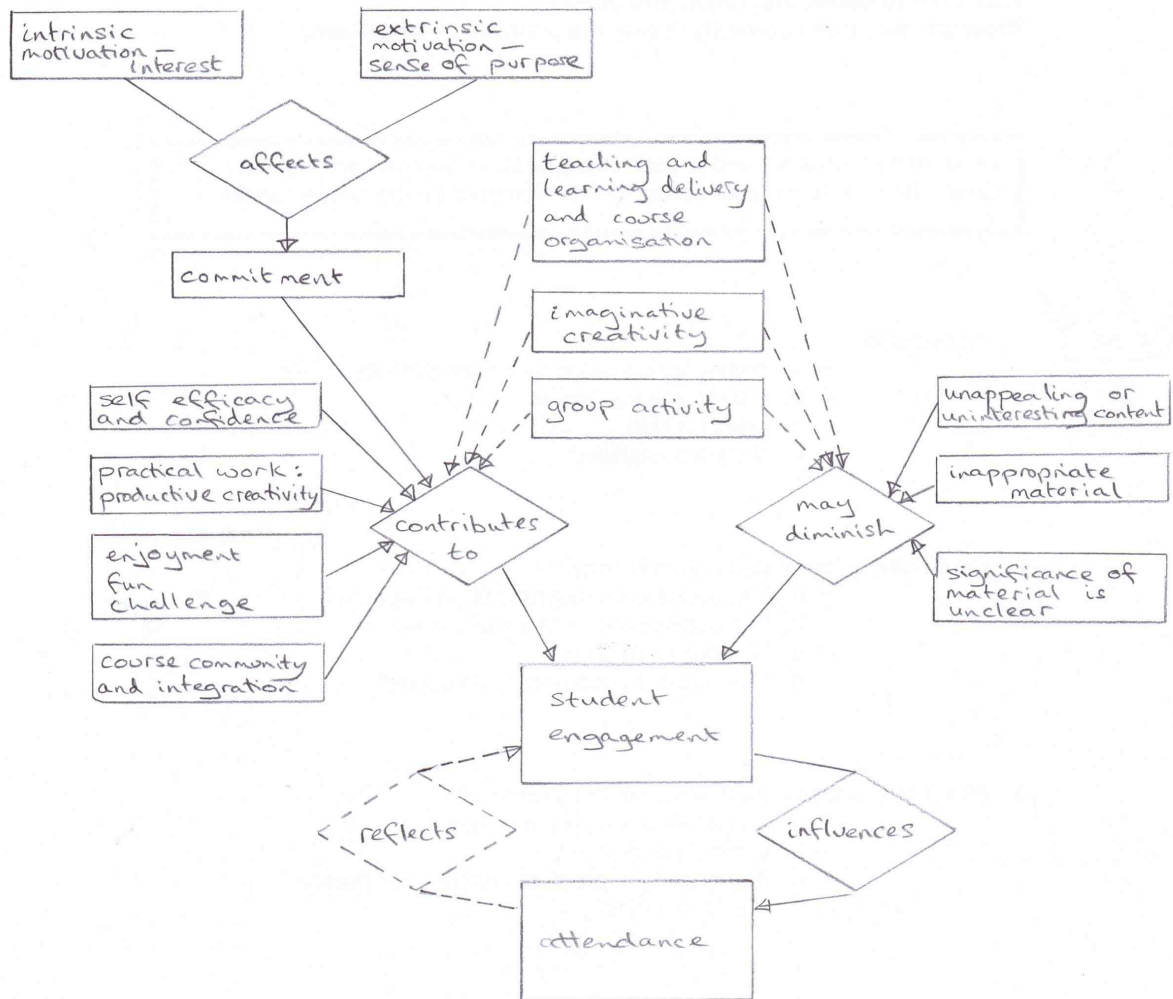 intrinsic
motivation —
interest
extrinsic
motivation —
sense of purpose
affects
commitment
teaching and
learning delivery
and course
organisation
imaginative
creativity
group activity
self efficacy
and confidence
practical work:
productive creativity
enjoyment
fun
challenge
course community
and integration
contributes
to
may
diminish
unappealing or
uninteresting content
inappropriate
material
significance of
material is
unclear
student
engagement
reflects
influences
attendance